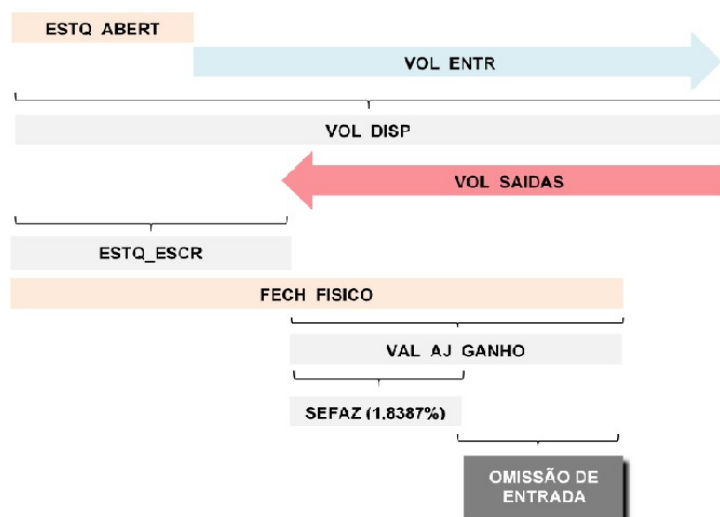 ESTQ ABERT
VOL ENTR
VOL DISP
VOL SAIDAS
ESTQ_ESCR
FECH FISICO
VAL AJ GANHO
SEFAZ (1,8387%)
OMISSÃO DE
ENTRADA